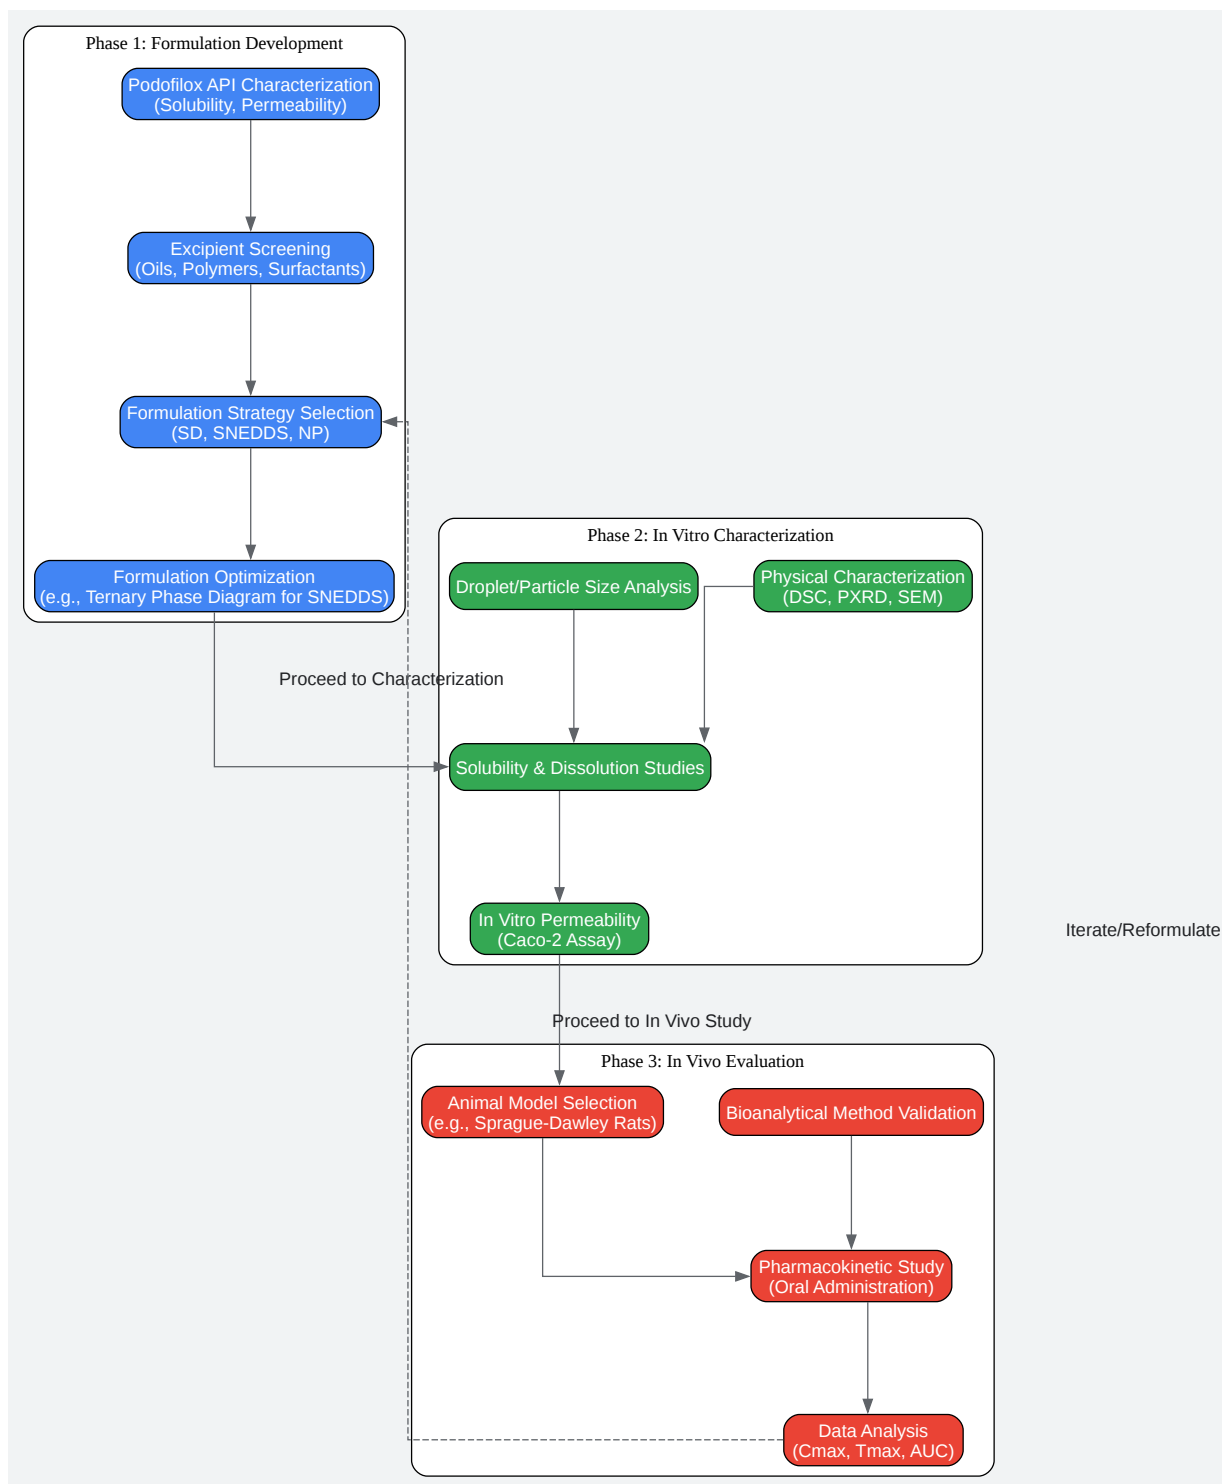 Phase 1: Formulation Development
Podofilox API Characterization
(Solubility, Permeability)
Excipient Screening
(Oils, Polymers, Surfactants)
Formulation Strategy Selection
(SD, SNEDDS, NP)
Formulation Optimization
(e.g., Ternary Phase Diagram for SNEDDS)
Proceed to Characterization
Phase 2: In Vitro Characterization
Droplet/Particle Size Analysis
Physical Characterization
(DSC, PXRD, SEM)
Solubility & Dissolution Studies
In Vitro Permeability
(Caco-2 Assay)
Iterate/Reformulate
Proceed to In Vivo Study
Phase 3: In Vivo Evaluation
Animal Model Selection
(e.g., Sprague-Dawley Rats)
Bioanalytical Method Validation
Pharmacokinetic Study
(Oral Administration)
Data Analysis
(Cmax, Tmax, AUC)